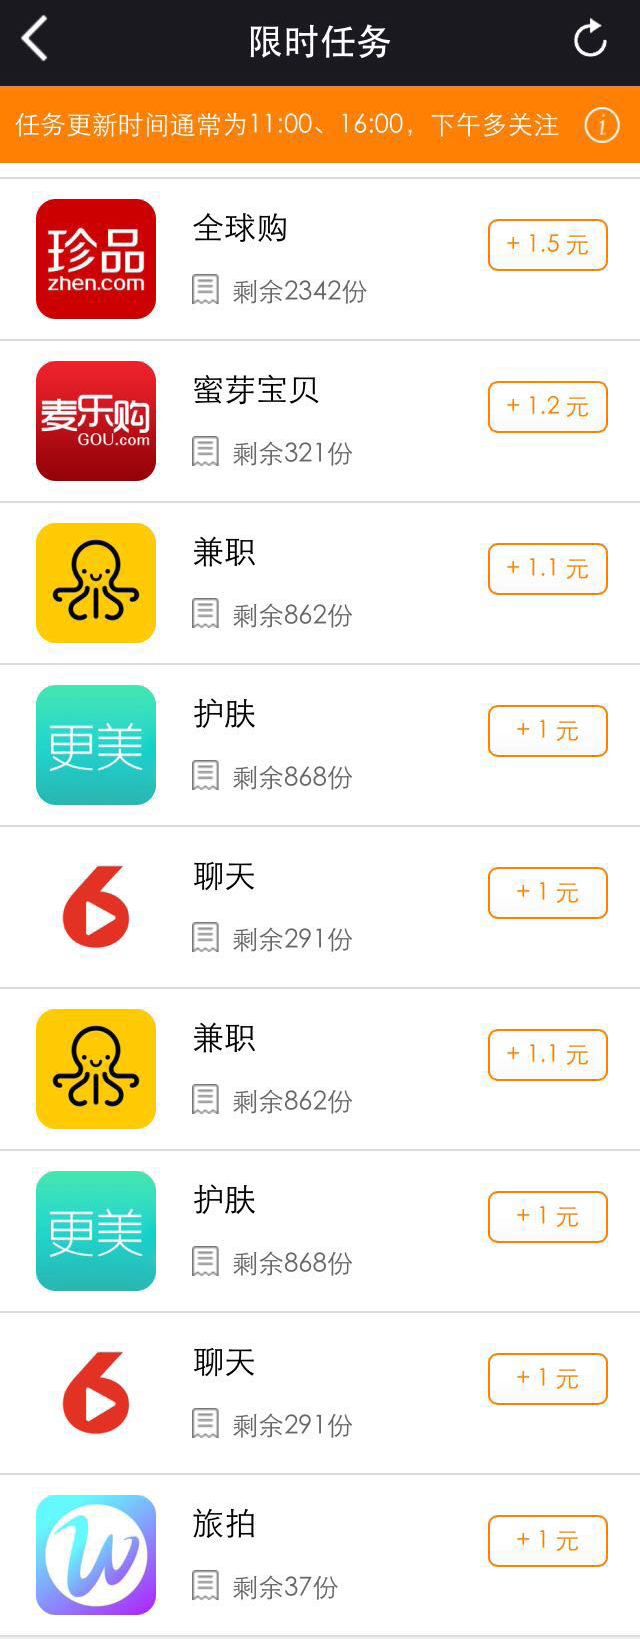 限时任务
任务更新时间通常为11:00、16:00，下午多关注
珍品
zhen.com
全球购
剩余2342份
+ 1.5 元
麦乐购
GOU.com
蜜芽宝贝
剩余321份
+ 1.2 元
兼职
剩余862份
+ 1.1 元
更美
护肤
剩余868份
+ 1 元
6
聊天
剩余291份
+ 1 元
兼职
剩余862份
+ 1.1 元
更美
护肤
剩余868份
+ 1 元
6
聊天
剩余291份
+ 1 元
W
旅拍
剩余37份
+ 1 元